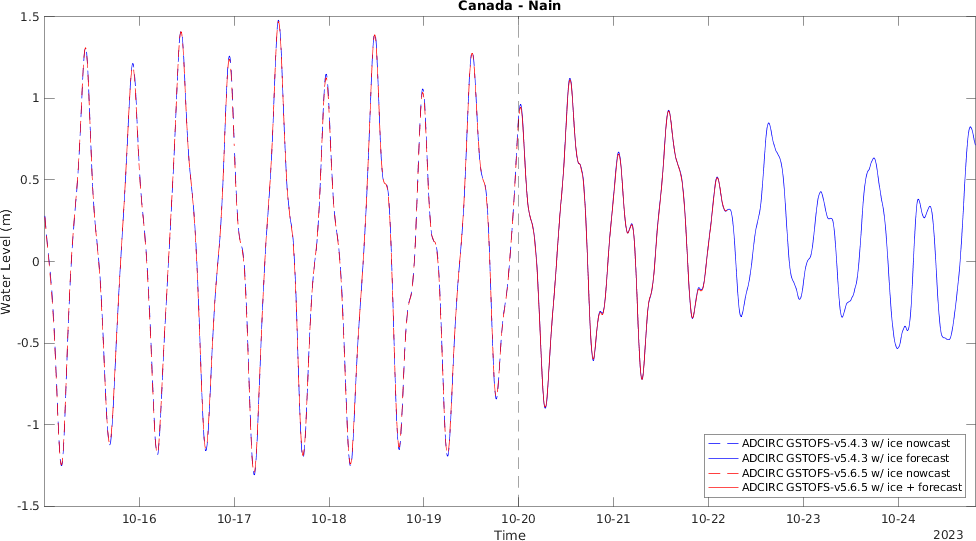 Canada - Nain
1.5
1
0.5
0
-0.5
-1
-1.5
Water Level (m)
10-16 10-17 10-18 10-19 10-20 10-21 10-22 10-23 10-24
Time
2023
ADCIRC GSTOFS-v5.4.3 w/ ice nowcast
ADCIRC GSTOFS-v5.4.3 w/ ice forecast
ADCIRC GSTOFS-v5.6.5 w/ ice nowcast
ADCIRC GSTOFS-v5.6.5 w/ ice + forecast